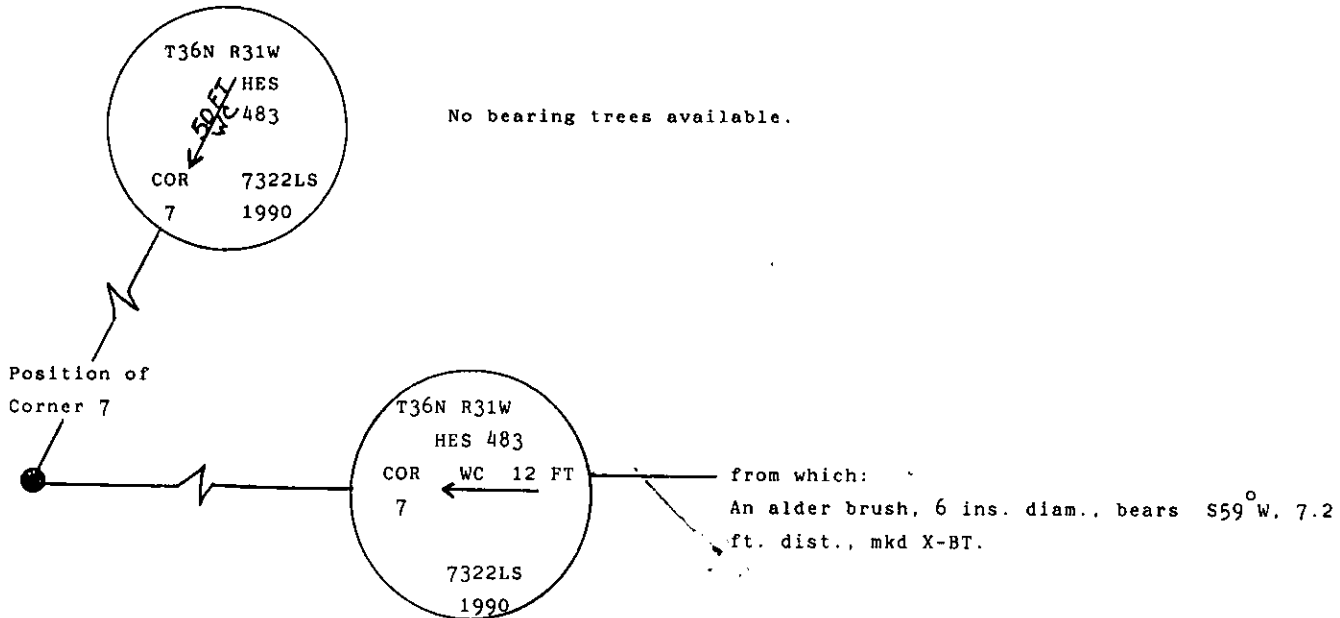 T36N R31W
HES
50 FT
WC
483
COR 7322LS
7 1990
No bearing trees available.
Position of
Corner 7
T36N R31W
HES 483
COR WC 12 FT
7
7322LS
1990
from which:
An alder brush, 6 ins. diam., bears S59°W, 7.2
ft. dist., mkd X-BT.